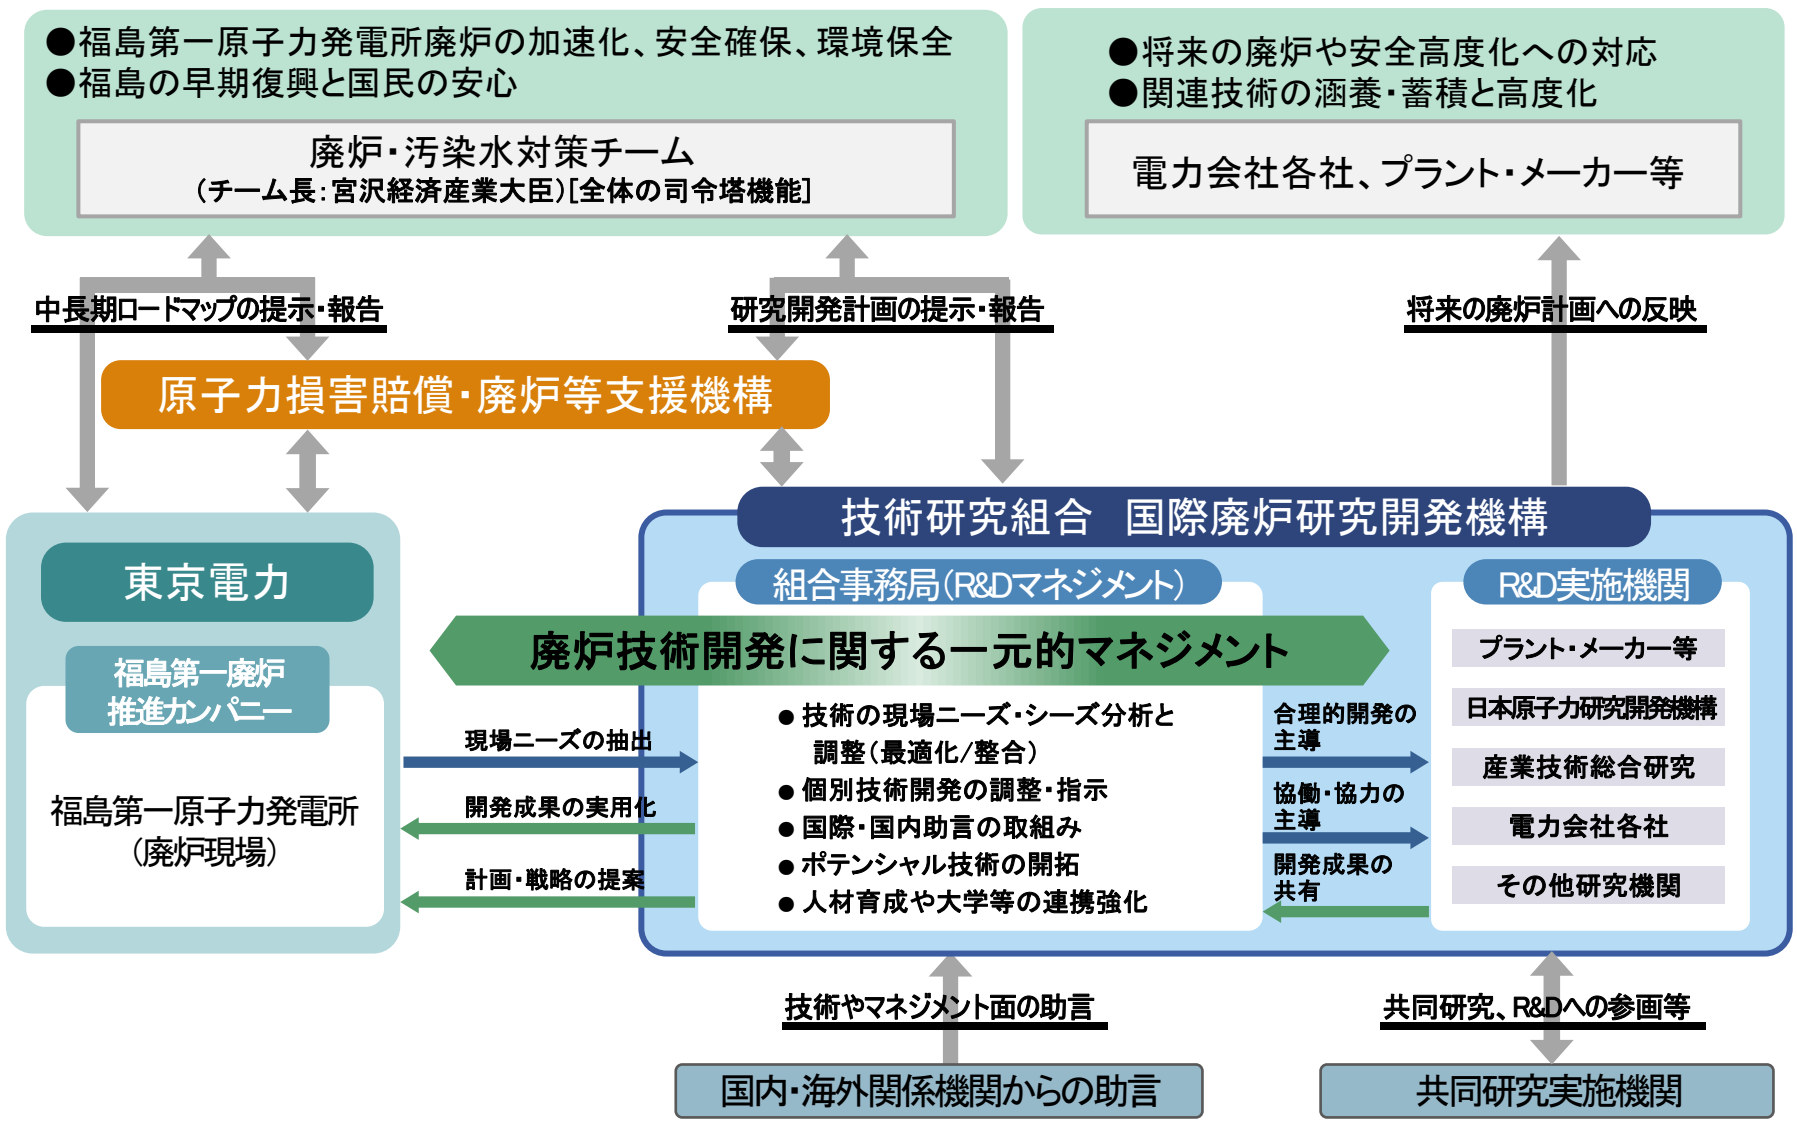 ●福島第一原子力発電所廃炉の加速化、安全確保、環境保全
●福島の早期復興と国民の安心
廃炉・汚染水対策チーム
（チーム長：宮沢経済産業大臣）[全体の司令塔機能]
●将来の廃炉や安全高度化への対応
●関連技術の涵養・蓄積と高度化
電力会社各社、プラント・メーカー等
中長期ロードマップの提示・報告
研究開発計画の提示・報告
将来の廃炉計画への反映
原子力損害賠償・廃炉等支援機構
東京電力
福島第一廃炉
推進カンパニー
福島第一原子力発電所
（廃炉現場）
技術研究組合　国際廃炉研究開発機構
組合事務局（R&Dマネジメント）
R&D実施機関
廃炉技術開発に関する一元的マネジメント
現場ニーズの抽出
開発成果の実用化
計画・戦略の提案
● 技術の現場ニーズ・シーズ分析と
調整（最適化/整合）
● 個別技術開発の調整・指示
● 国際・国内助言の取組み
● ポテンシャル技術の開拓
● 人材育成や大学等の連携強化
合理的開発の
主導
協働・協力の
主導
開発成果の
共有
プラント・メーカー等
日本原子力研究開発機構
産業技術総合研究
電力会社各社
その他研究機関
技術やマネジメント面の助言
共同研究、R&Dへの参画等
国内・海外関係機関からの助言
共同研究実施機関